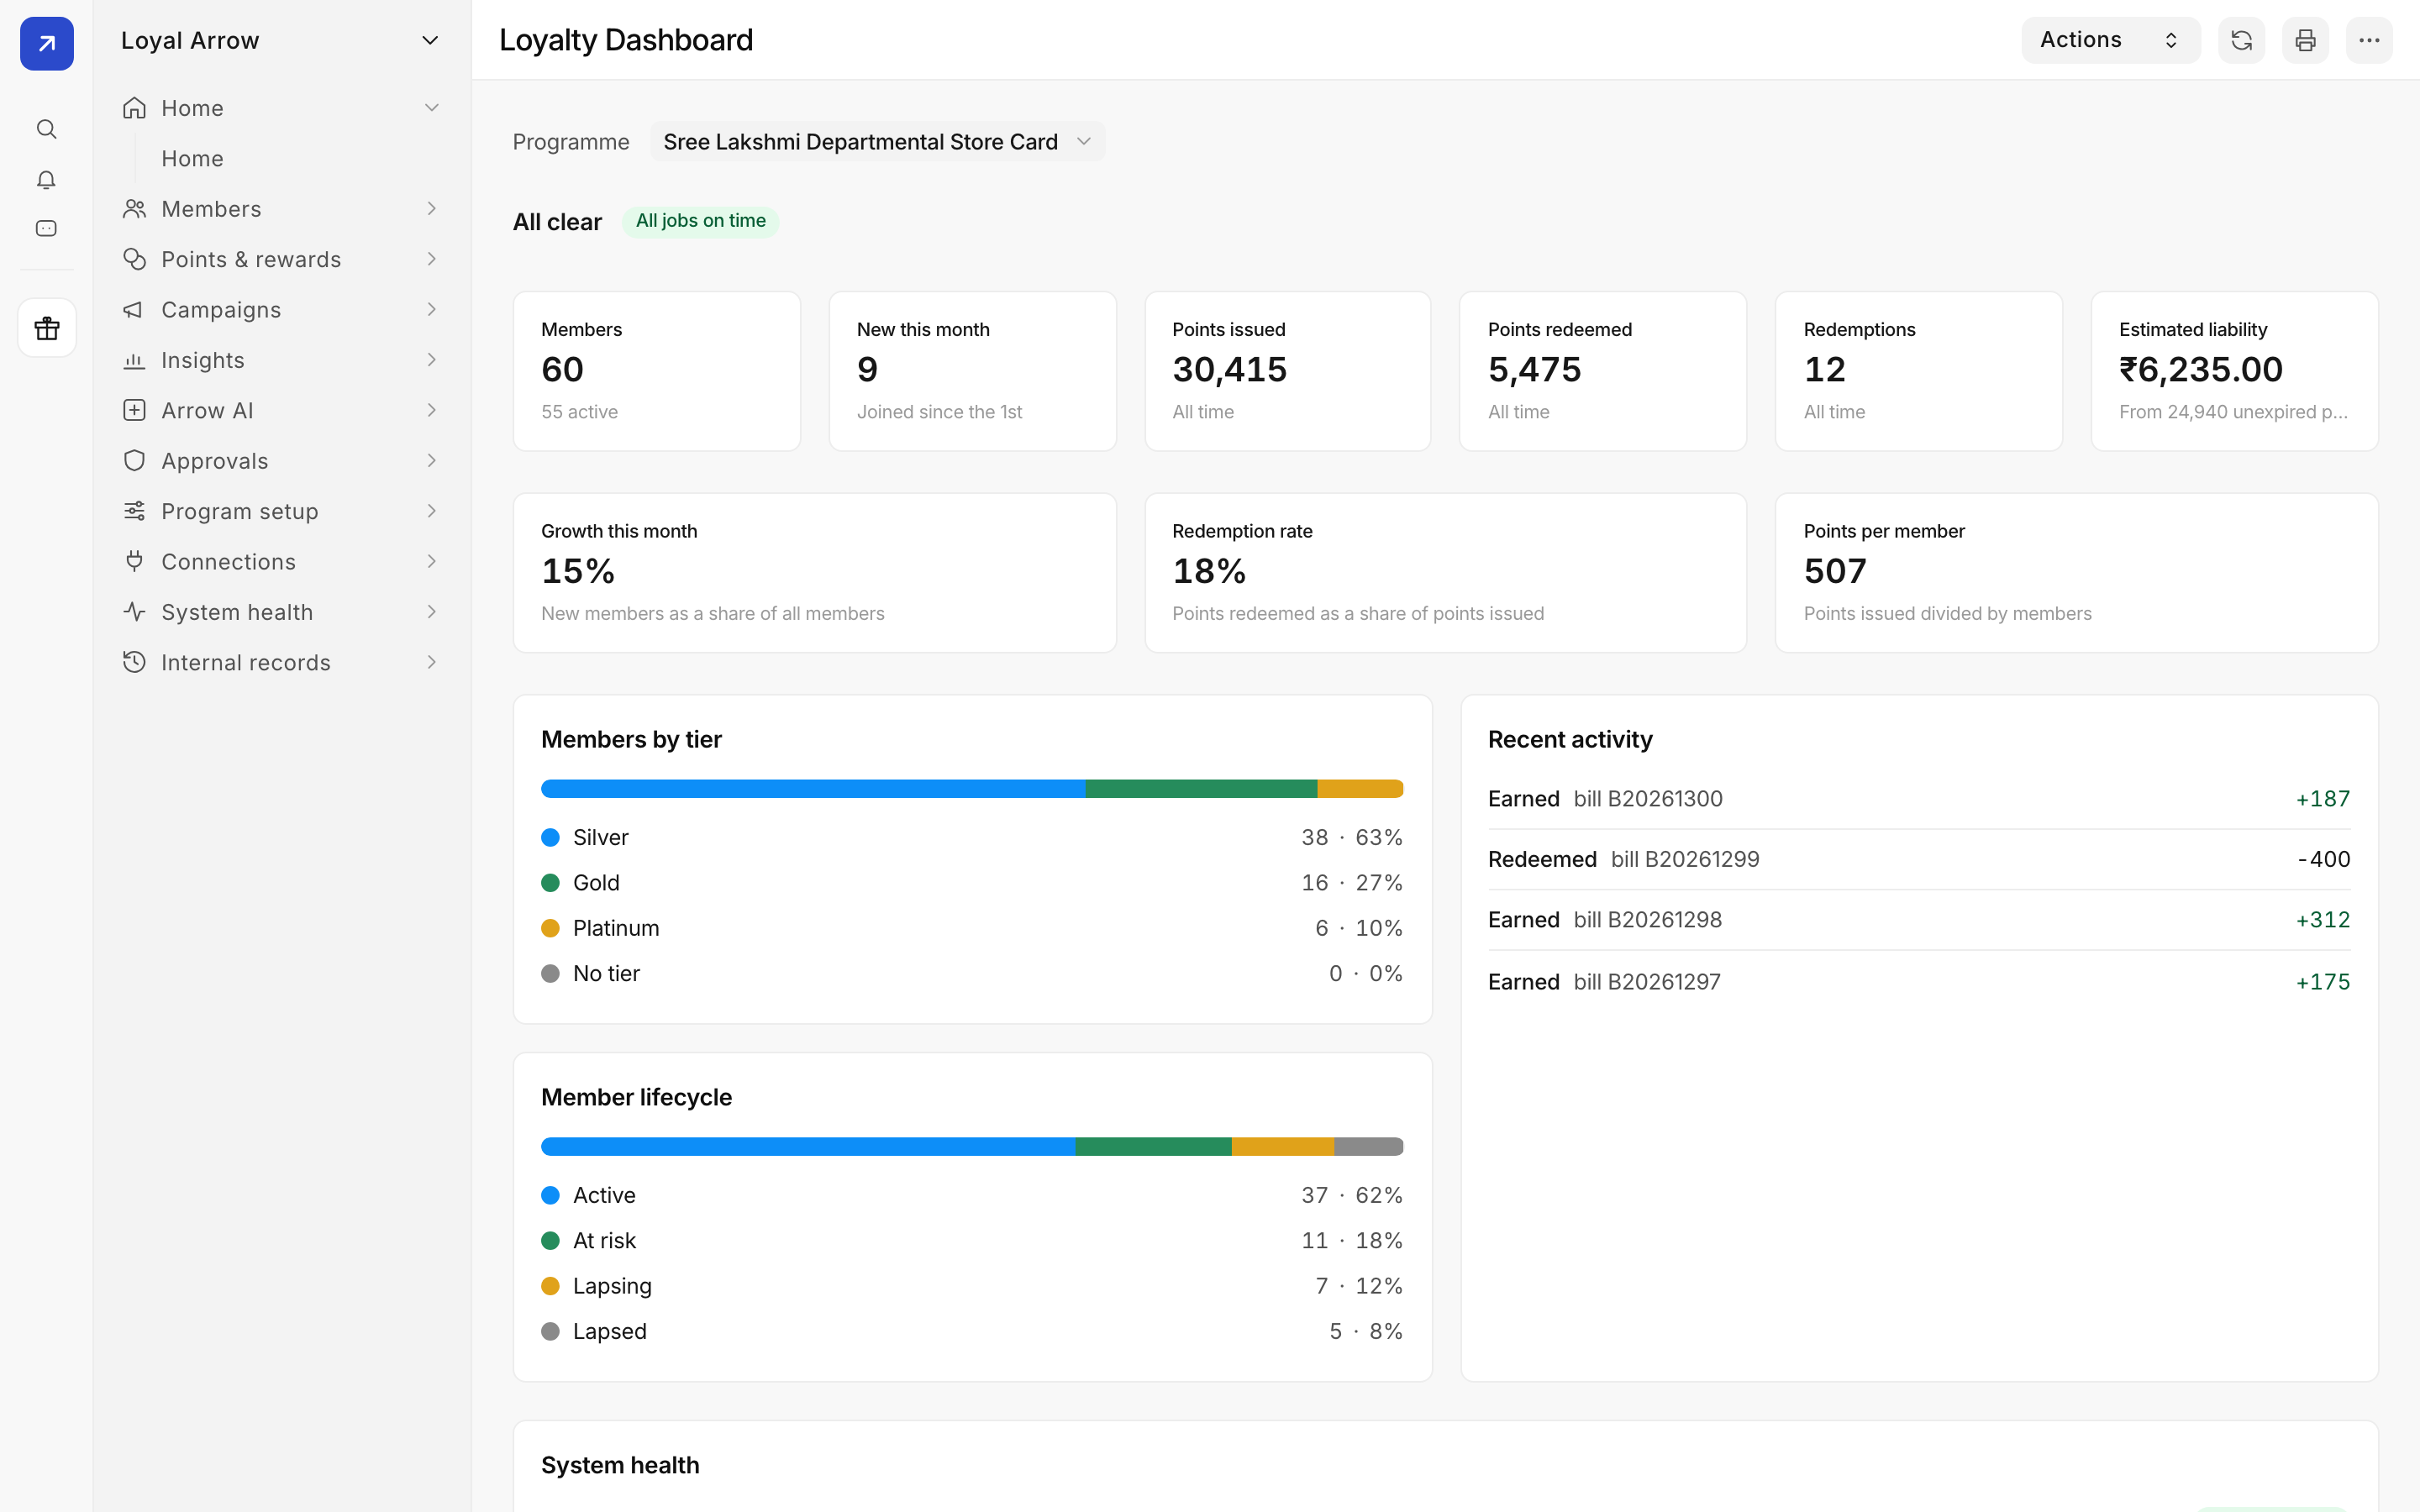 Loyal Arrow
Home
Home
Members
Points & rewards
Campaigns
Insights
Arrow AI
Approvals
Program setup
Connections
System health
Internal records
Loyalty Dashboard
Actions
Programme Sree Lakshmi Departmental Store Card
All clear All jobs on time
Members
60
55 active
New this month
9
Joined since the 1st
Points issued
30,415
All time
Points redeemed
5,475
All time
Redemptions
12
All time
Estimated liability
₹6,235.00
From 24,940 unexpired p...
Growth this month
15%
New members as a share of all members
Redemption rate
18%
Points redeemed as a share of points issued
Points per member
507
Points issued divided by members
Members by tier
Silver 38 · 63%
Gold 16 · 27%
Platinum 6 · 10%
No tier 0 · 0%
Recent activity
Earned bill B20261300 +187
Redeemed bill B20261299 -400
Earned bill B20261298 +312
Earned bill B20261297 +175
Member lifecycle
Active 37 · 62%
At risk 11 · 18%
Lapsing 7 · 12%
Lapsed 5 · 8%
System health